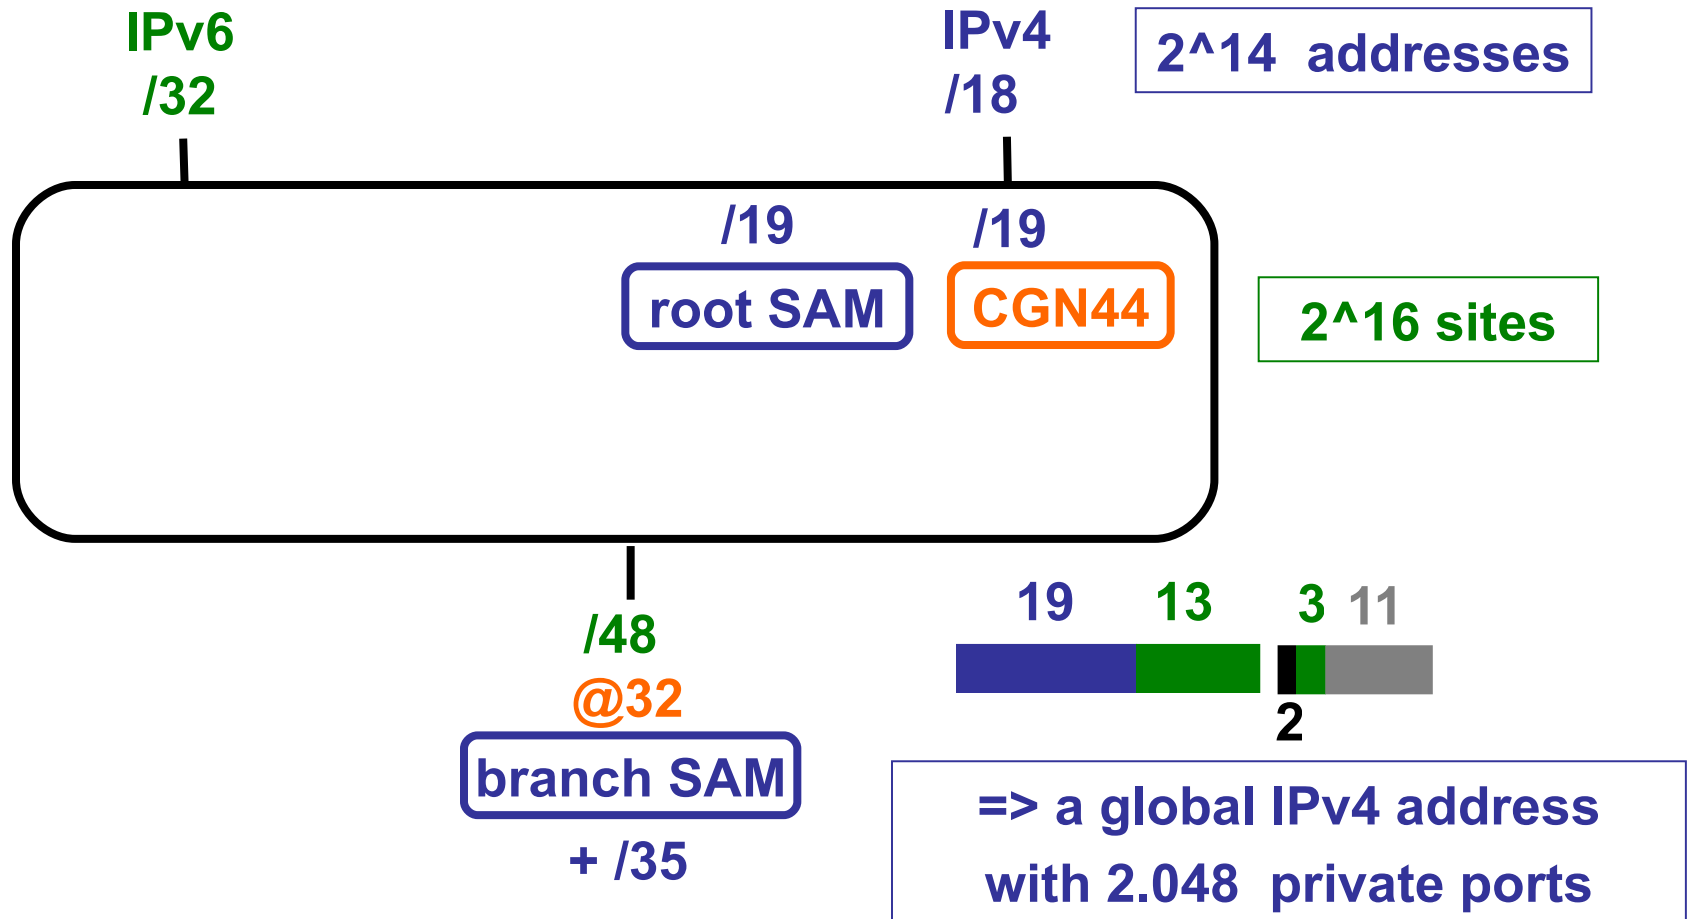 IPv6
/32
IPv4
/18
2^14 addresses
/19
/19
root SAM
CGN44
2^16 sites
/48
@32
branch SAM
+ /35
19 13 3 11
2
=> a global IPv4 address
with 2.048 private ports